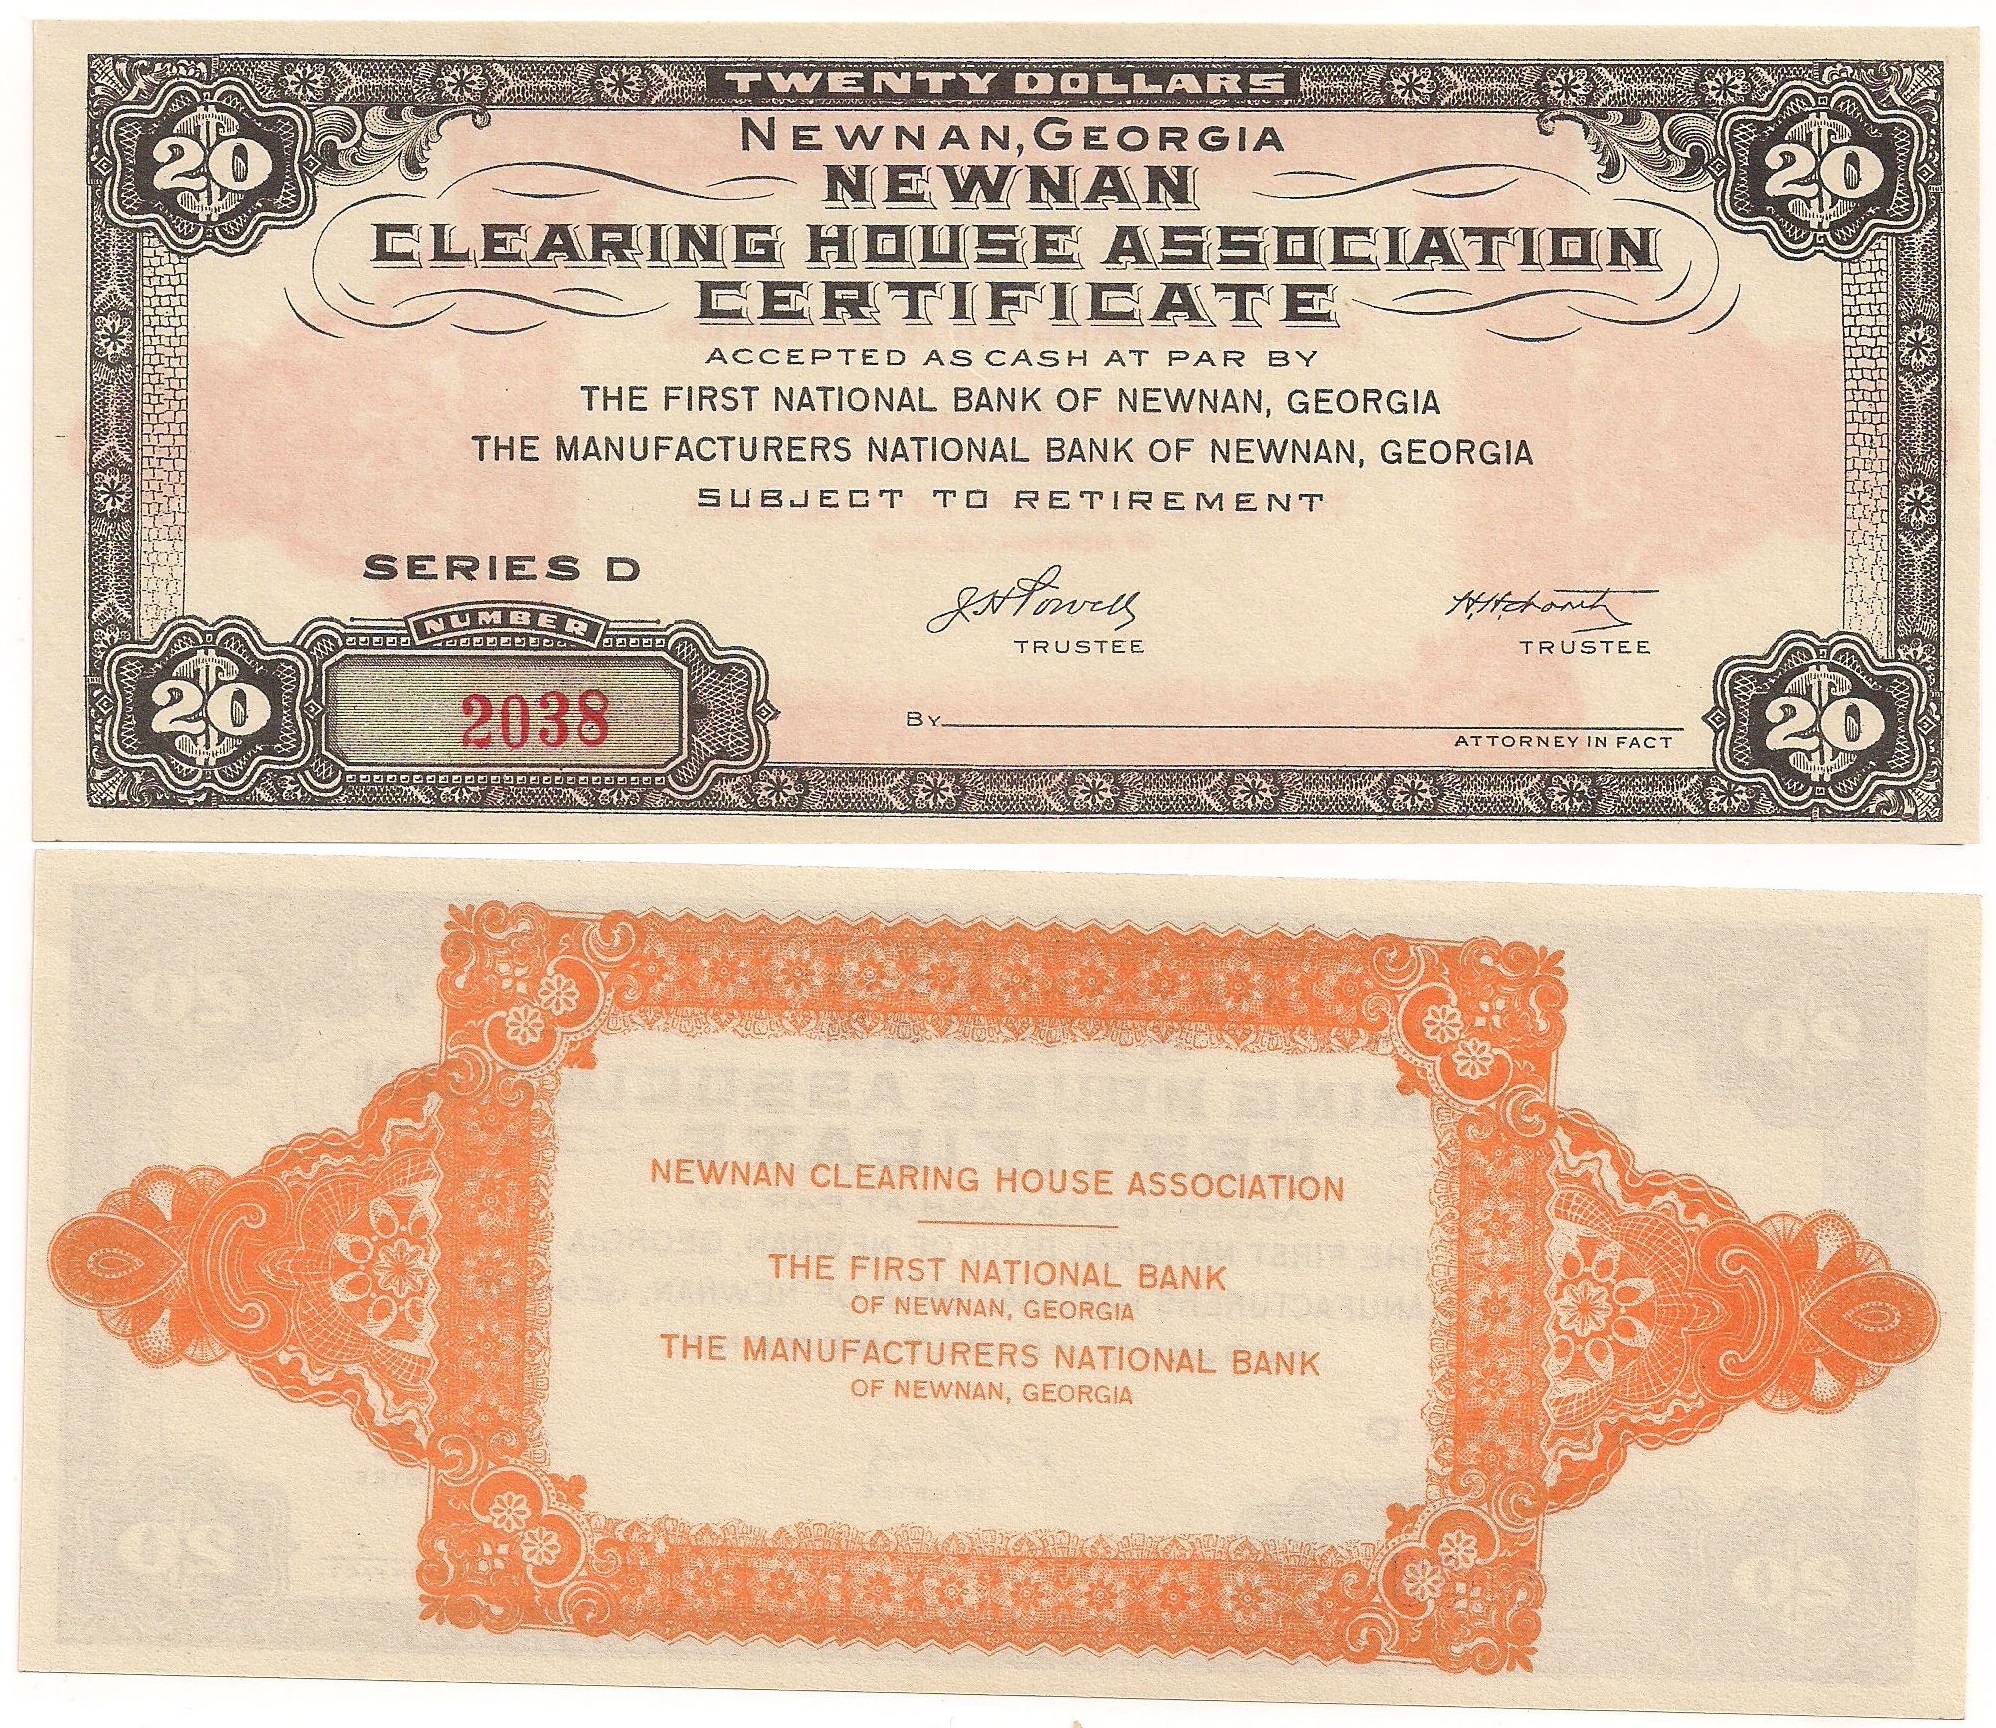 TWENTY DOLLARS
20
20
NEWNAN, GEORGIA
NEWNAN
CLEARING HOUSE ASSOCIATION
CERTIFICATE
ACCEPTED AS CASH AT PAR BY
THE FIRST NATIONAL BANK OF NEWNAN, GEORGIA
THE MANUFACTURERS NATIONAL BANK OF NEWNAN, GEORGIA
SUBJECT TO RETIREMENT
SERIES D
J H Powell
TRUSTEE
TRUSTEE
NUMBER
20
2038
20
BY
ATTORNEY IN FACT
NEWNAN CLEARING HOUSE ASSOCIATION
THE FIRST NATIONAL BANK
OF NEWNAN, GEORGIA
THE MANUFACTURERS NATIONAL BANK
OF NEWNAN, GEORGIA